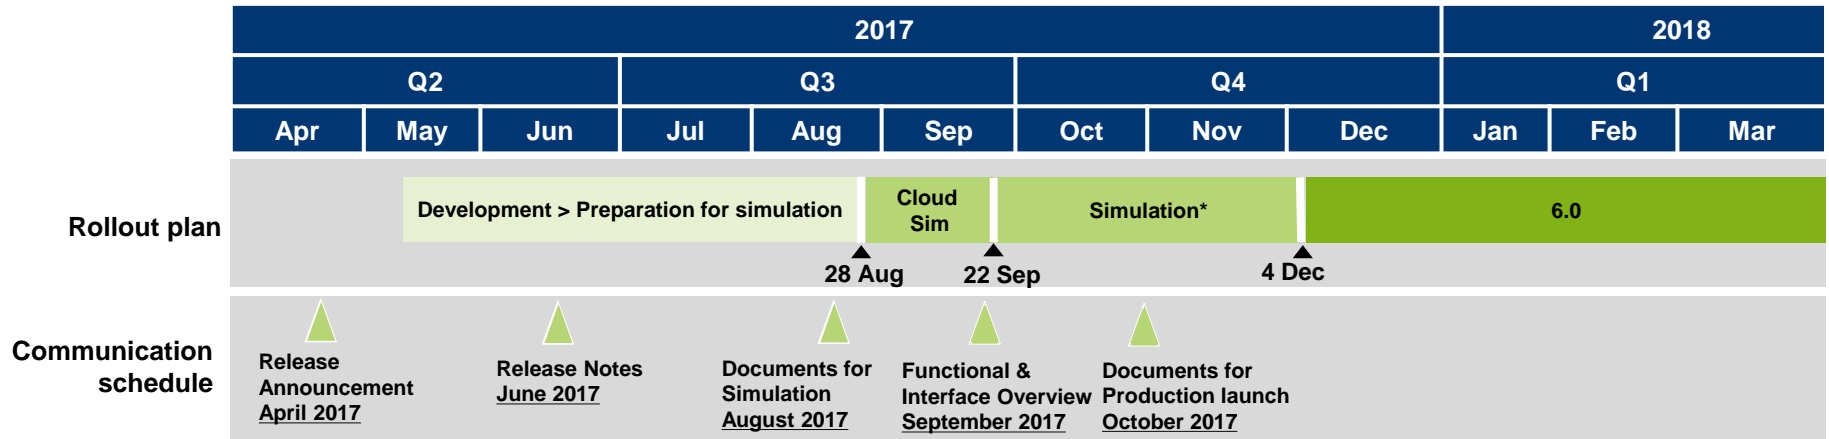 2017
2018
Q2
Q3
Q4
Q1
Apr
May
Jun
Jul
Aug
Sep
Oct
Nov
Dec
Jan
Feb
Mar
Rollout plan
Development > Preparation for simulation
Cloud
Sim
Simulation*
6.0
28 Aug
22 Sep
4 Dec
Communication
schedule
Release
Announcement
April 2017
Release Notes
June 2017
Documents for
Simulation
August 2017
Functional &
Interface Overview
September 2017
Documents for
Production launch
October 2017